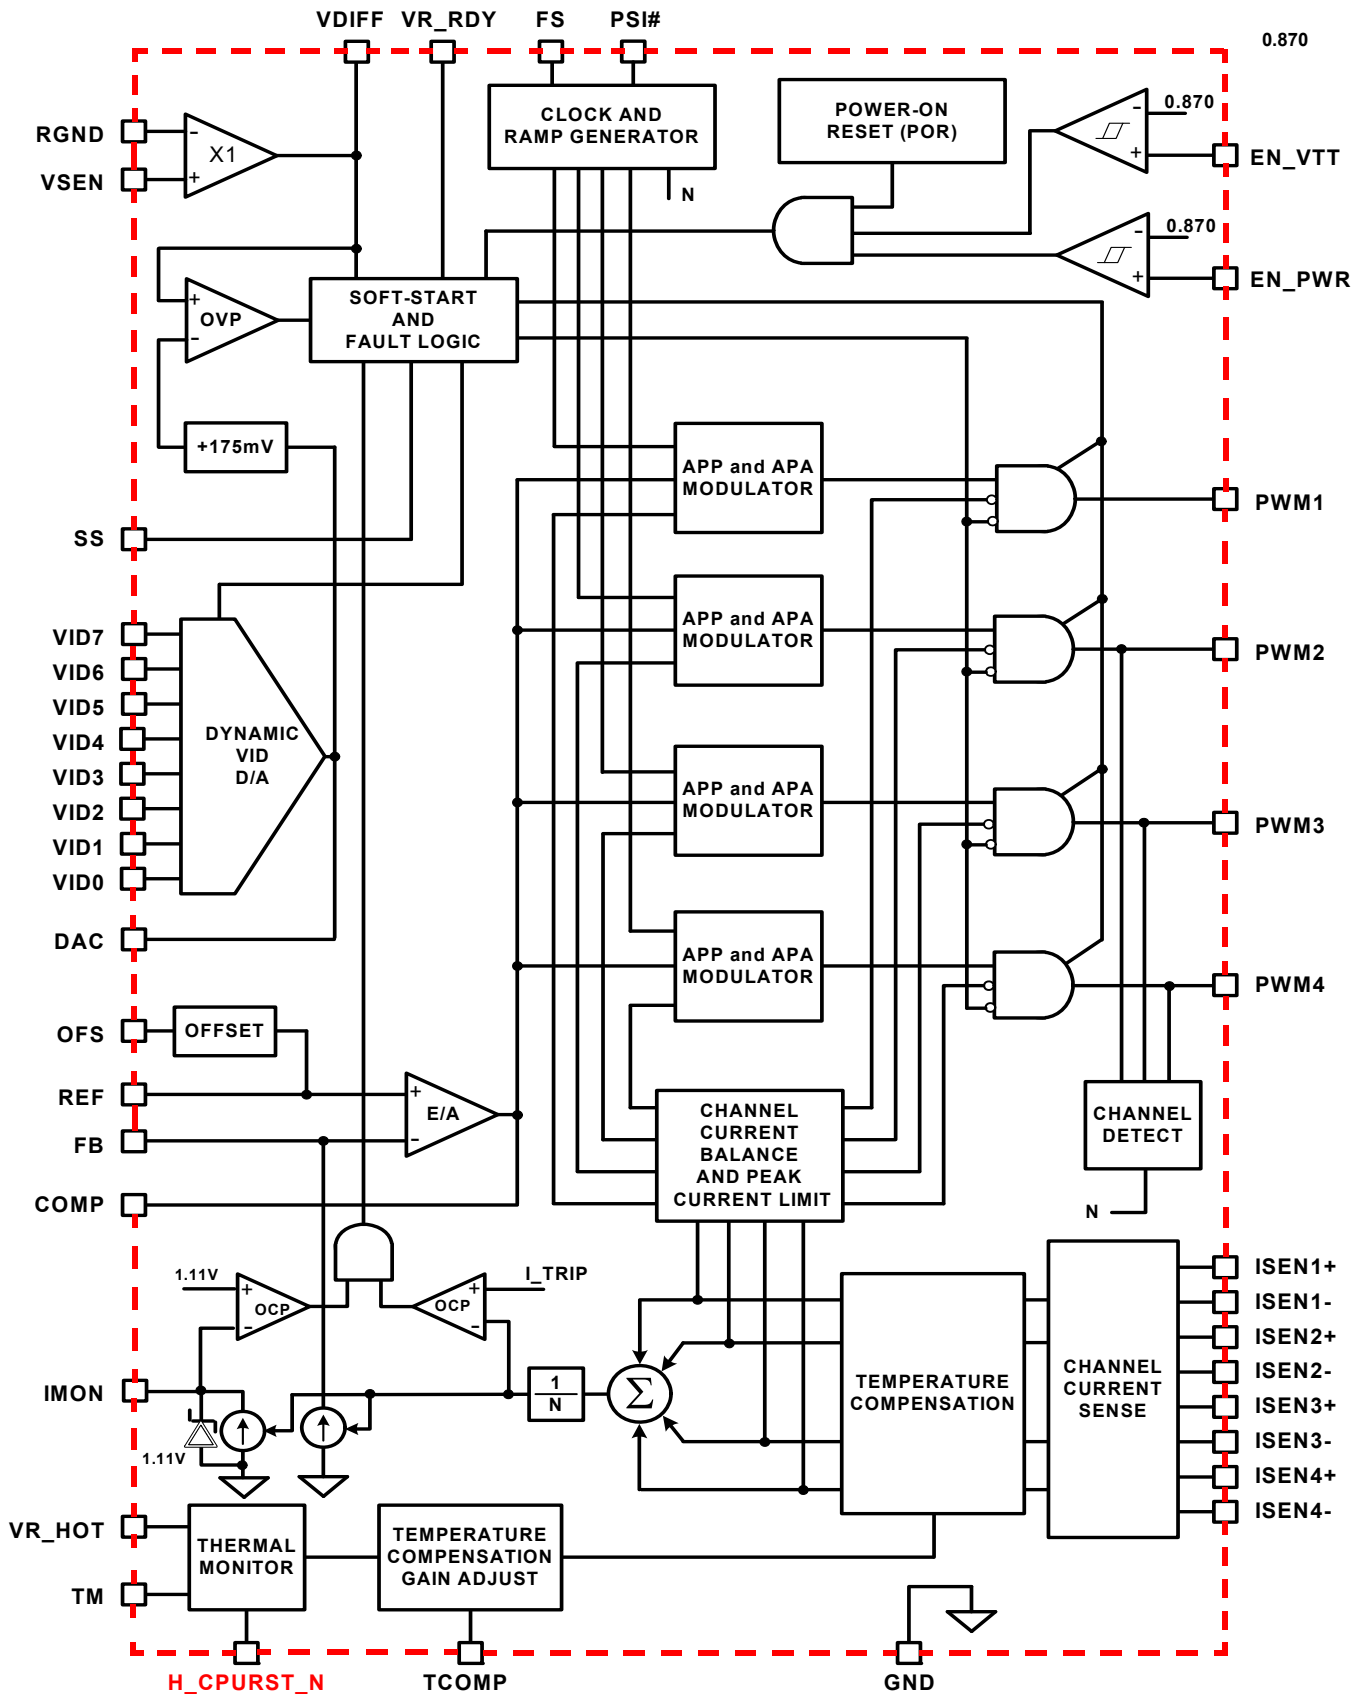 VDIFF VR_RDY FS PSI#
0.870
RGND
VSEN
-
+
X1
CLOCK AND
RAMP GENERATOR
N
POWER-ON
RESET (POR)
-
0.870
+
EN_VTT
-
0.870
+
EN_PWR
+
OVP
-
SOFT-START
AND
FAULT LOGIC
+175mV
SS
VID7
VID6
VID5
VID4
VID3
VID2
VID1
VID0
DYNAMIC
VID
D/A
DAC
APP and APA
MODULATOR
PWM1
APP and APA
MODULATOR
PWM2
APP and APA
MODULATOR
PWM3
APP and APA
MODULATOR
PWM4
OFS
OFFSET
REF
FB
+
E/A
-
COMP
CHANNEL
CURRENT
BALANCE
AND PEAK
CURRENT LIMIT
CHANNEL
DETECT
N
1.11V
+
OCP
-
I_TRIP
+
OCP
-
IMON
1.11V
1
N
Σ
TEMPERATURE
COMPENSATION
CHANNEL
CURRENT
SENSE
ISEN1+
ISEN1-
ISEN2+
ISEN2-
ISEN3+
ISEN3-
ISEN4+
ISEN4-
VR_HOT
TM
THERMAL
MONITOR
TEMPERATURE
COMPENSATION
GAIN ADJUST
H_CPURST_N
TCOMP
GND